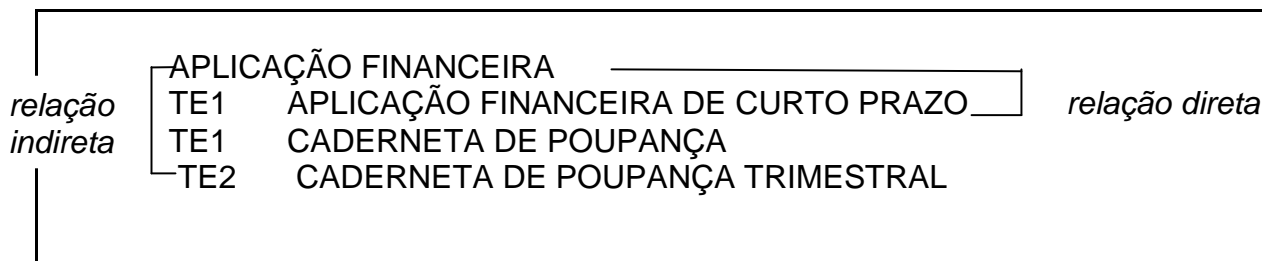 APLICAÇÃO FINANCEIRA
relação TE1 APLICAÇÃO FINANCEIRA DE CURTO PRAZO relação direta
indireta TE1 CADERNETA DE POUPANÇA
TE2 CADERNETA DE POUPANÇA TRIMESTRAL